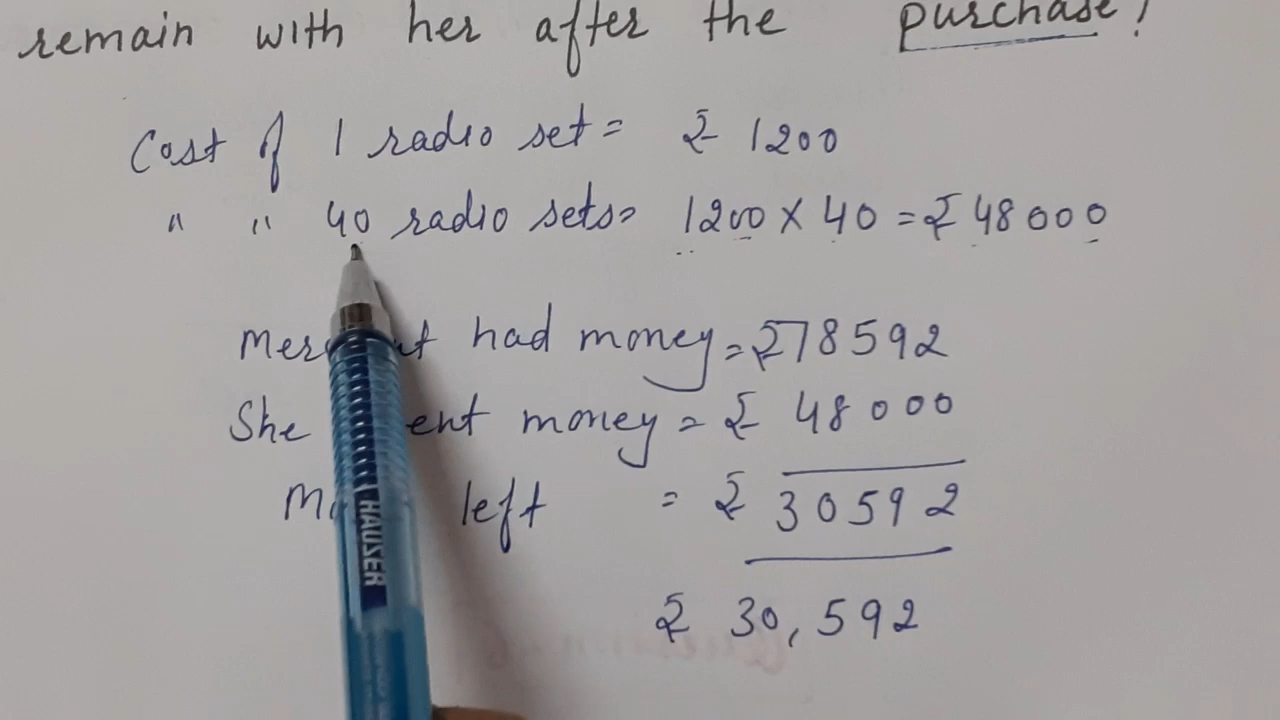 remain with her after the purchase?
Cost of 1 radio set = ₹ 1200
" " 40 radio sets = 1200 × 40 = ₹ 48000
had money = ₹78592
She money = ₹ 48000
left = ₹ 30592
₹ 30,592
HAUSER